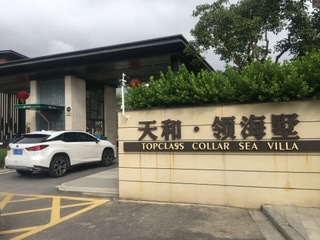 天和·领海墅
TOPCLASS COLLAR SEA VILLA